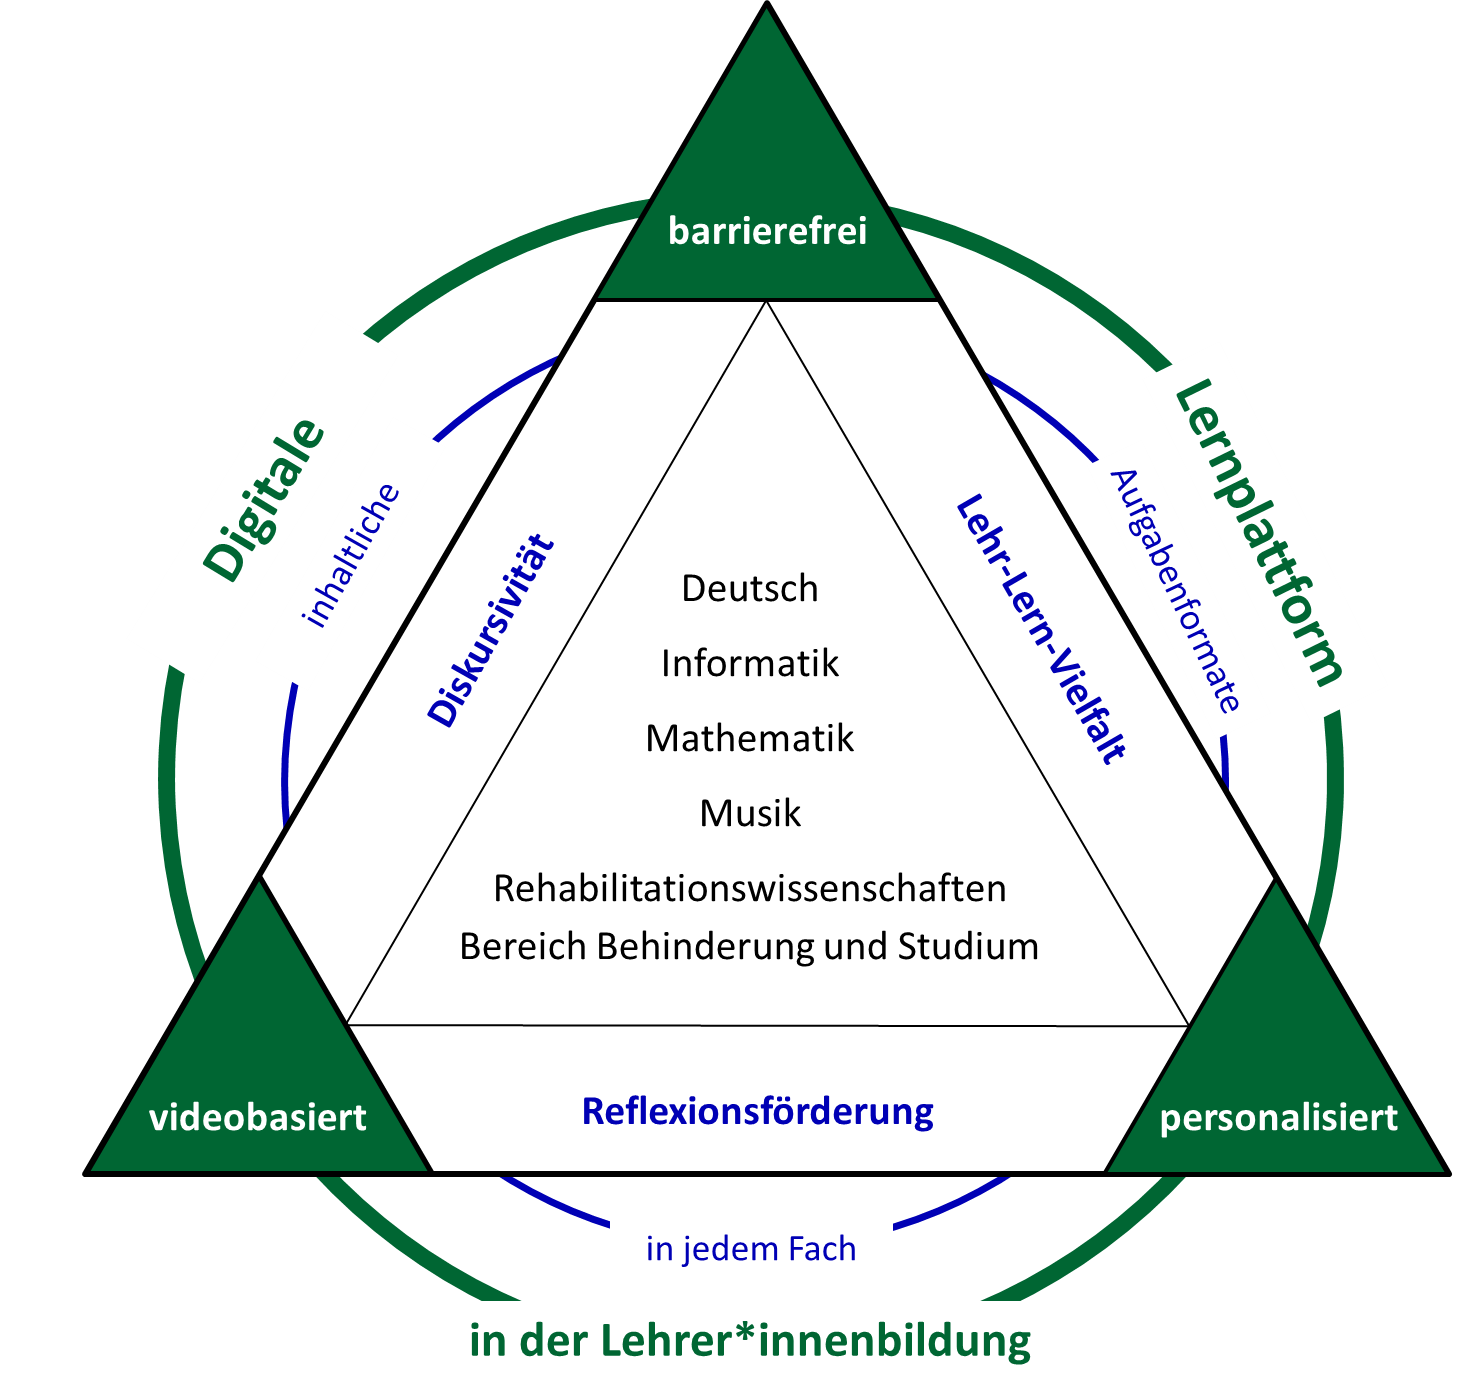 barrierefrei
Digitale
Lernplattform
inhaltliche
Aufgabenformate
Diskursivität
Lehr-Lern-Vielfalt
Deutsch
Informatik
Mathematik
Musik
Rehabilitationswissenschaften
Bereich Behinderung und Studium
videobasiert
Reflexionsförderung
personalisiert
in jedem Fach
in der Lehrer*innenbildung